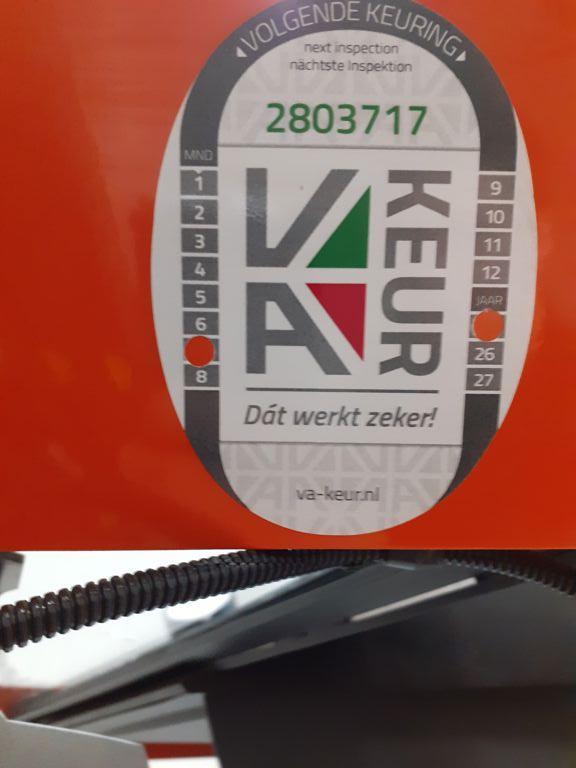 VOLGENDE KEURING
next inspection
nächtste Inspektion
2803717
MND
1
2
3
4
5
6
8
VA
KEUR
9
10
11
12
JAAR
26
27
Dát werkt zeker!
va-keur.nl